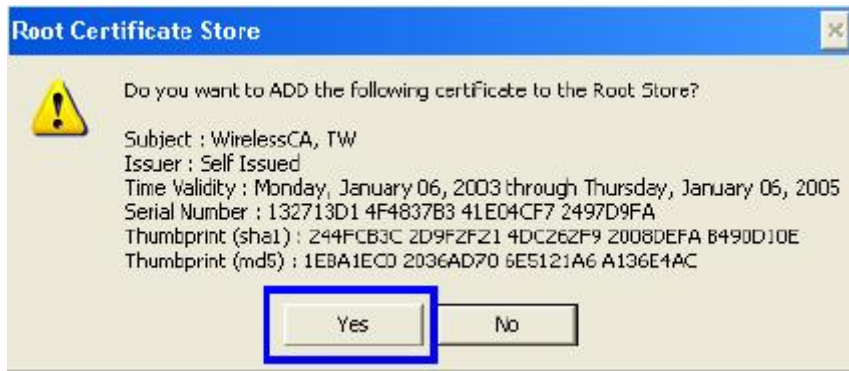 Root Certificate Store
Do you want to ADD the following certificate to the Root Store?
Subject : WirelessCA, TW
Issuer : Self Issued
Time Validity : Monday, January 06, 2003 through Thursday, January 06, 2005
Serial Number : 132713D1 4F4837B3 41E04CF7 2497D9FA
Thumbprint (sha1) : 244FCB3C 2D9F2F21 4DC262F9 2008DEFA B490D10E
Thumbprint (md5) : 1EBA1EC0 2036AD70 6E5121A6 A136E4AC
Yes No